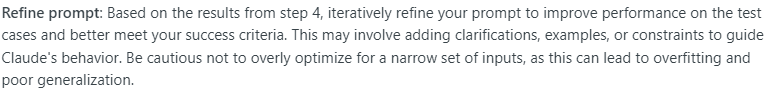 Refine prompt: Based on the results from step 4, iteratively refine your prompt to improve performance on the test
cases and better meet your success criteria. This may involve adding clarifications, examples, or constraints to guide
Claude's behavior. Be cautious not to overly optimize for a narrow set of inputs, as this can lead to overfitting and
poor generalization.